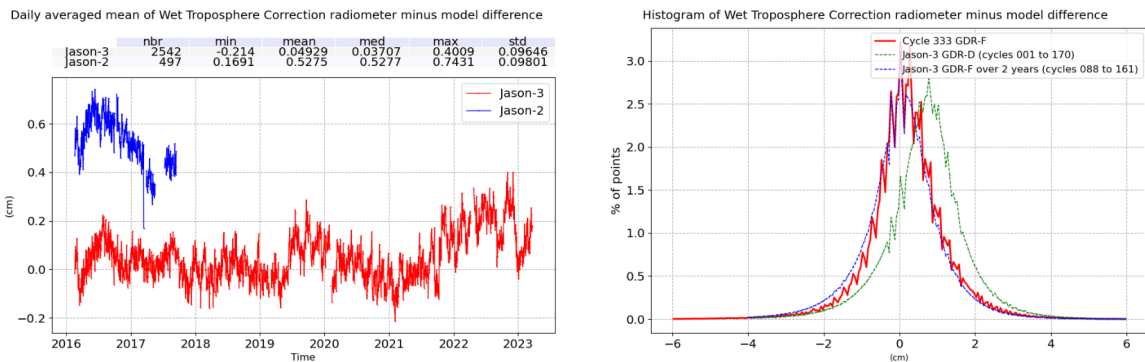 Daily averaged mean of Wet Troposphere Correction radiometer minus model difference
nbr min mean med max std
Jason-3 2542 -0.214 0.04929 0.03707 0.4009 0.09646
Jason-2 497 0.1691 0.5275 0.5277 0.7431 0.09801
Jason-3
Jason-2
0.6
0.4
0.2
0.0
−0.2
(cm)
2016 2017 2018 2019 2020 2021 2022 2023
Time
Histogram of Wet Troposphere Correction radiometer minus model difference
Cycle 333 GDR-F
Jason-3 GDR-D (cycles 001 to 170)
Jason-3 GDR-F over 2 years (cycles 088 to 161)
3.0
2.5
2.0
1.5
1.0
0.5
0.0
% of points
−6 −4 −2 0 2 4 6
(cm)